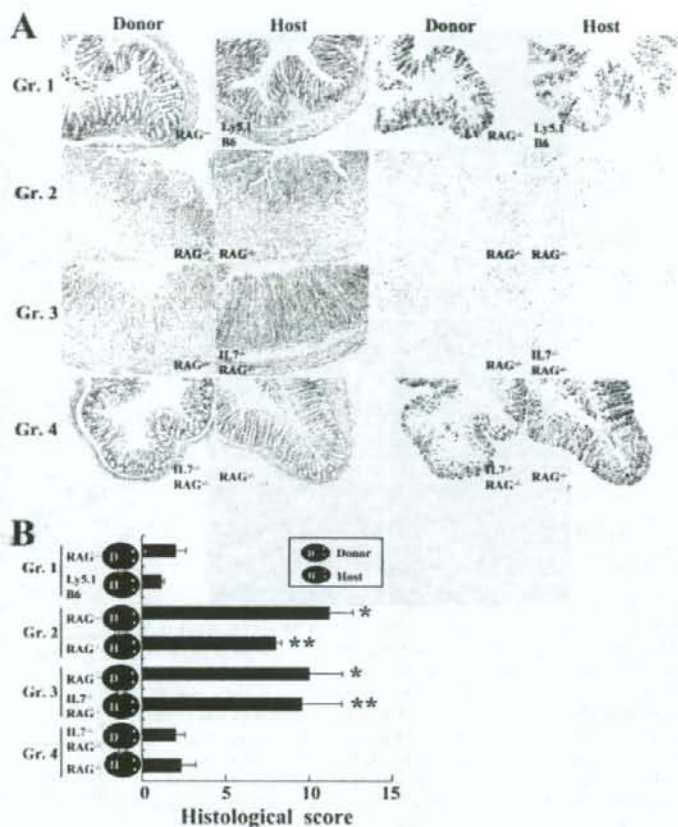 A
Donor Host Donor Host
Gr. 1
RAG-/- Ly5.1 B6 RAG-/- Ly5.1 B6
Gr. 2
RAG-/- RAG-/- RAG-/- RAG-/-
Gr. 3
RAG-/- IL7-/- RAG-/- RAG-/- IL7-/- RAG-/-
Gr. 4
IL7-/- RAG-/- RAG-/- IL7-/- RAG-/- RAG-/-
B
D Donor
H Host
Gr. 1
RAG-/- D
Ly5.1 B6 H
Gr. 2
RAG-/-
RAG-/- H
* 
**
Gr. 3
RAG-/- D
IL7-/- RAG-/- H
*
**
Gr. 4
IL7-/- RAG-/- D
RAG-/- H
0 5 10 15
Histological score